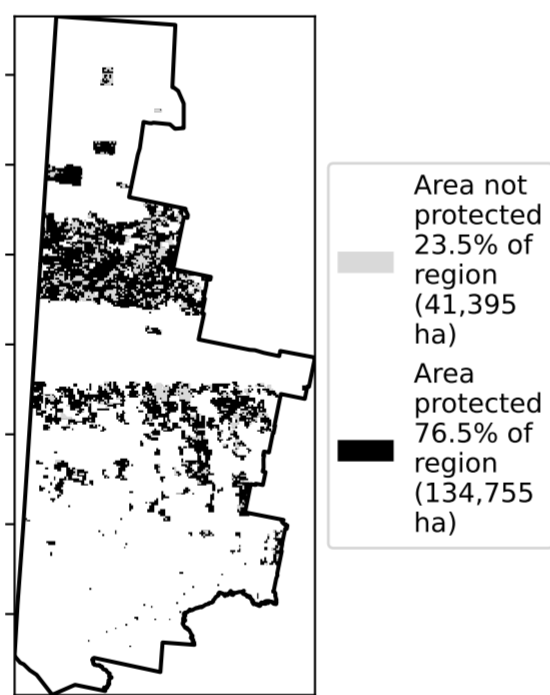 Area not
protected
23.5% of
region
(41,395
ha)
Area
protected
76.5% of
region
(134,755
ha)